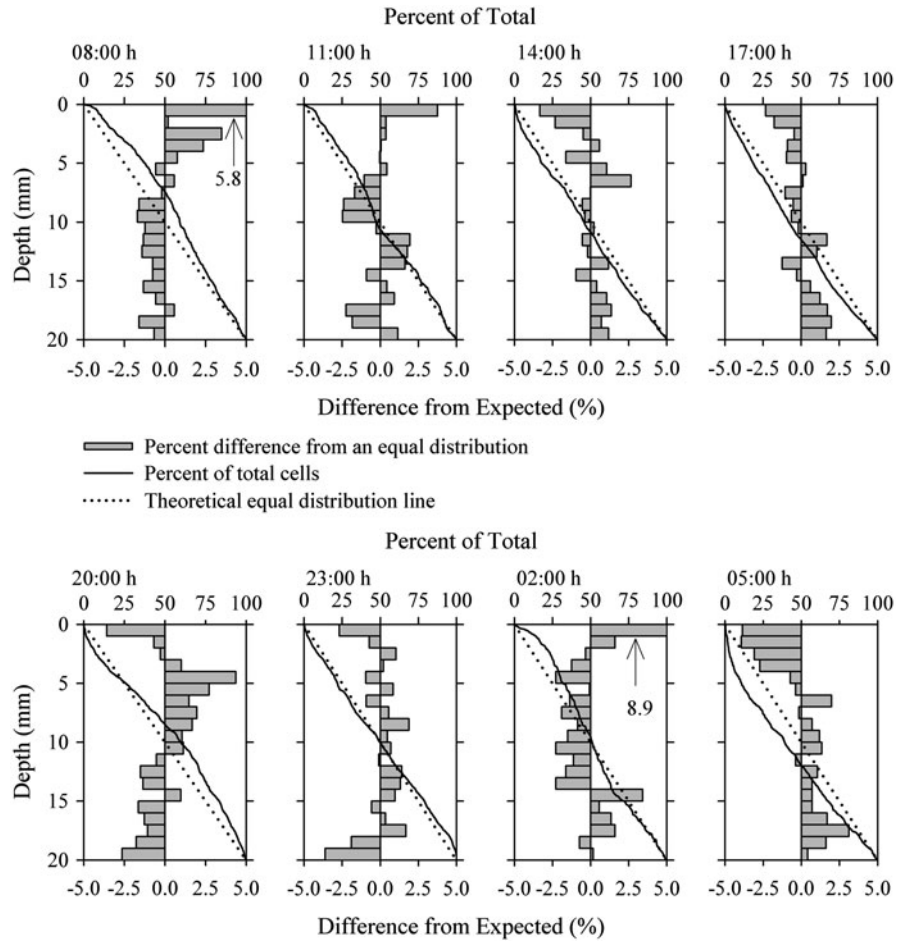 Percent of Total
08:00 h 11:00 h 14:00 h 17:00 h
0 25 50 75 100 0 25 50 75 100 0 25 50 75 100 0 25 50 75 100
0
5
10
15
20
Depth (mm)
5.8
-5.0 -2.5 0.0 2.5 5.0 -5.0 -2.5 0.0 2.5 5.0 -5.0 -2.5 0.0 2.5 5.0 -5.0 -2.5 0.0 2.5 5.0
Difference from Expected (%)
Percent difference from an equal distribution
Percent of total cells
Theoretical equal distribution line
Percent of Total
20:00 h 23:00 h 02:00 h 05:00 h
0 25 50 75 100 0 25 50 75 100 0 25 50 75 100 0 25 50 75 100
0
5
10
15
20
Depth (mm)
8.9
-5.0 -2.5 0.0 2.5 5.0 -5.0 -2.5 0.0 2.5 5.0 -5.0 -2.5 0.0 2.5 5.0 -5.0 -2.5 0.0 2.5 5.0
Difference from Expected (%)